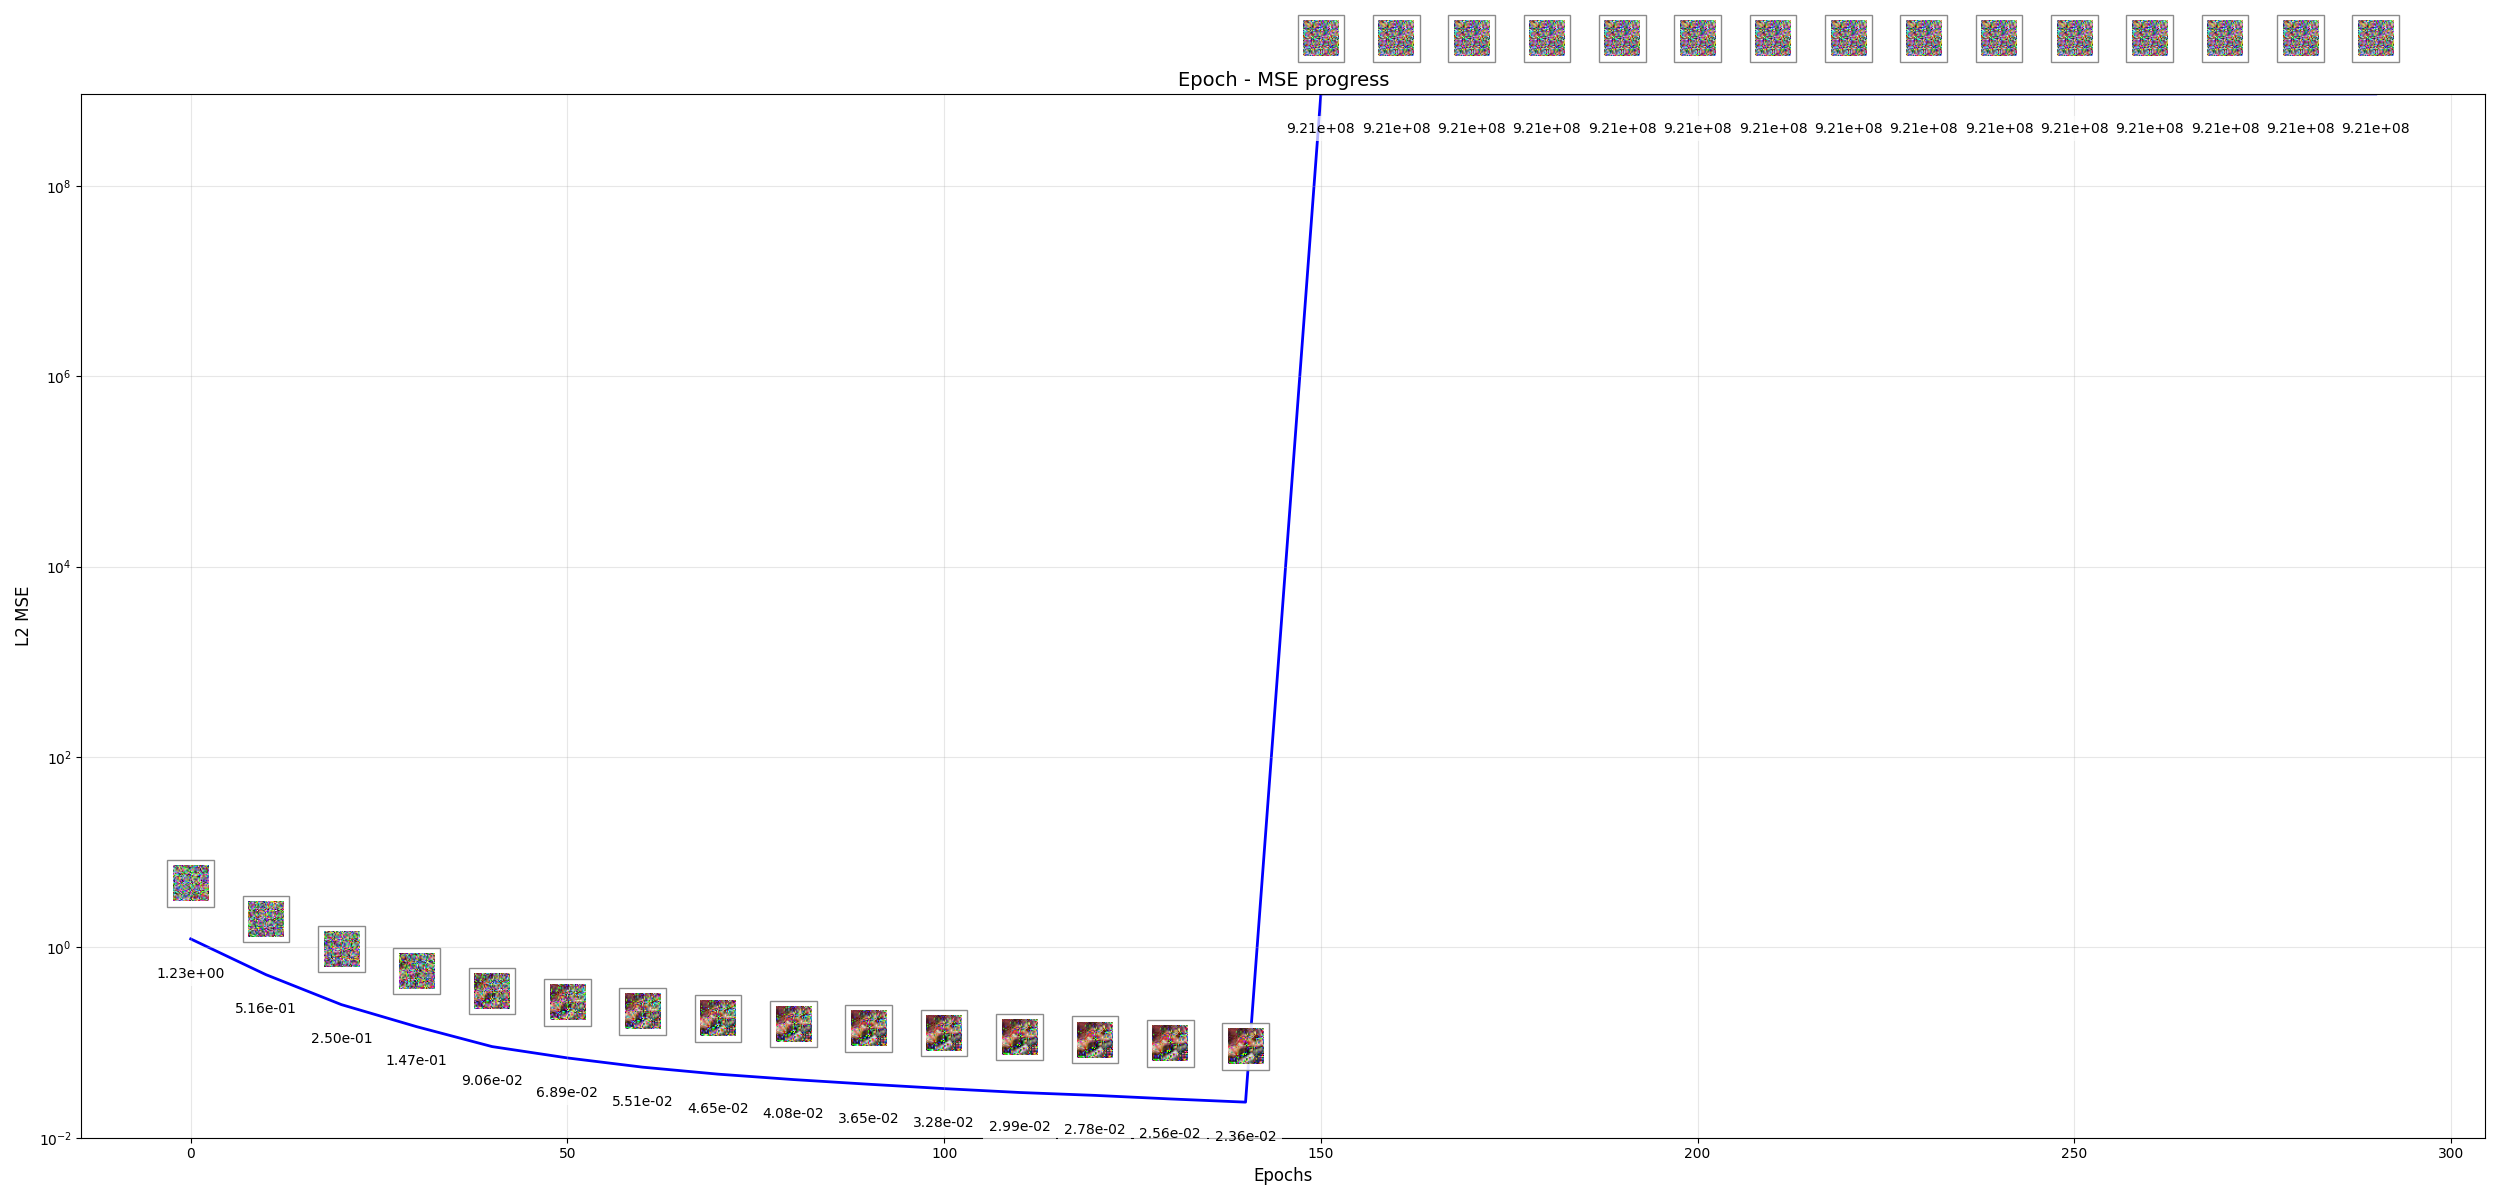 Epoch - MSE progress
9.21e+08 9.21e+08 9.21e+08 9.21e+08 9.21e+08 9.21e+08 9.21e+08 9.21e+08 9.21e+08 9.21e+08 9.21e+08 9.21e+08 9.21e+08 9.21e+08 9.21e+08
10^8
10^6
10^4
L2 MSE
10^2
10^0
1.23e+00
5.16e-01
2.50e-01
1.47e-01
9.06e-02
6.89e-02
5.51e-02
4.65e-02
4.08e-02
3.65e-02
3.28e-02
2.99e-02
2.78e-02
2.56e-02
2.36e-02
10^-2
0 50 100 150 200 250 300
Epochs